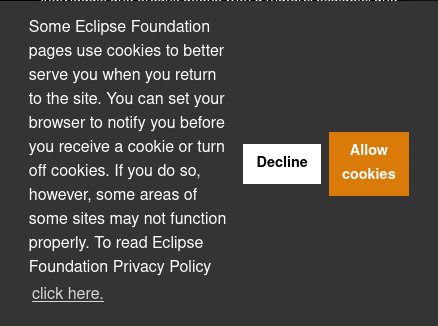 Some Eclipse Foundation
pages use cookies to better
serve you when you return
to the site. You can set your
browser to notify you before
you receive a cookie or turn
off cookies. If you do so,
however, some areas of
some sites may not function
properly. To read Eclipse
Foundation Privacy Policy
click here.
Decline
Allow
cookies